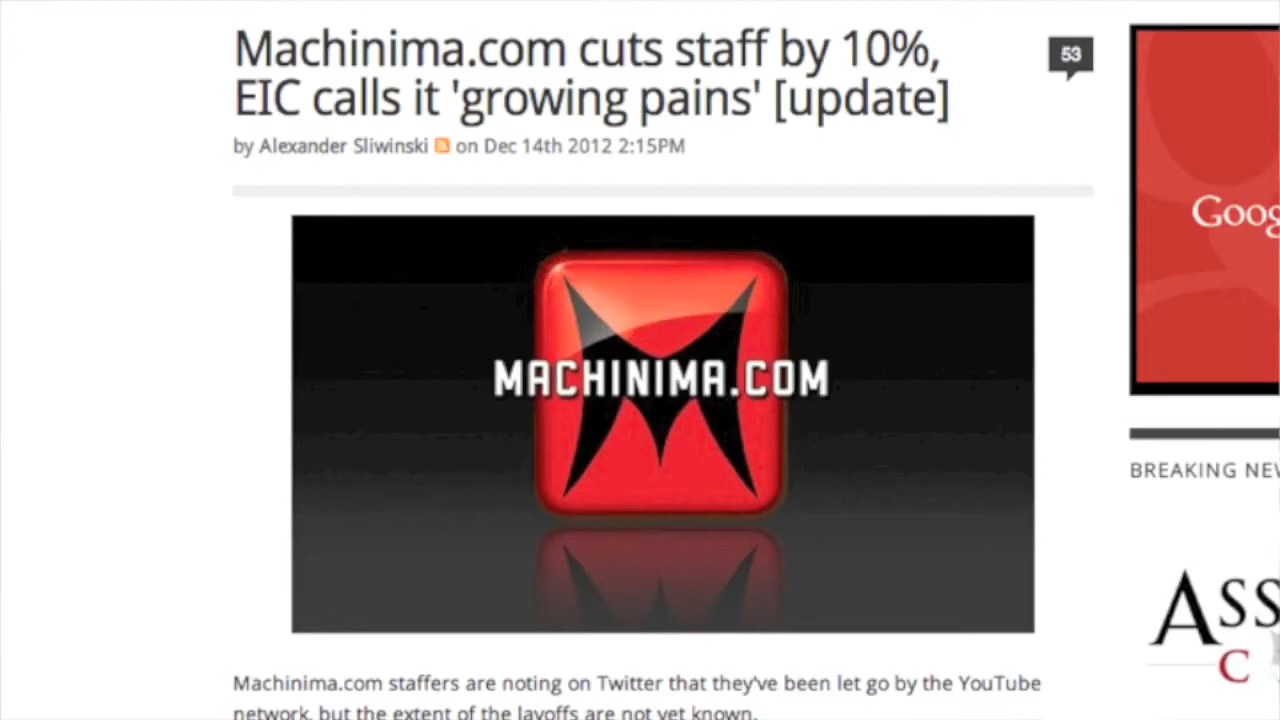 Machinima.com cuts staff by 10%,
EIC calls it 'growing pains' [update]
53
by Alexander Sliwinski on Dec 14th 2012 2:15PM
MACHINIMA.COM
Machinima.com staffers are noting on Twitter that they've been let go by the YouTube
network, but the extent of the layoffs are not yet known.
Goog
BREAKING NEW
ASS
C